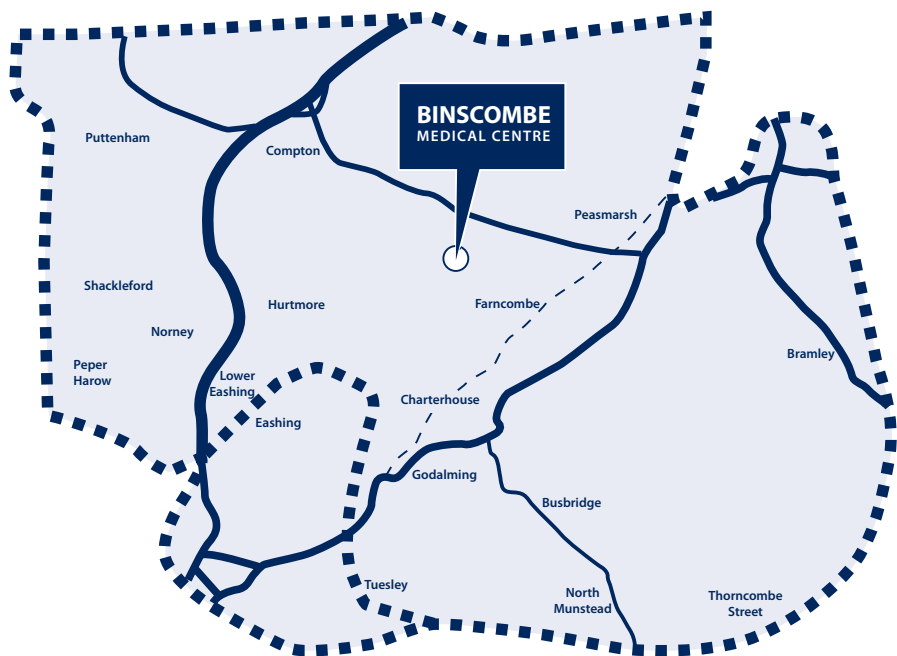 BINSCOMBE
MEDICAL CENTRE
Puttenham
Compton
Peasmarsh
Shackleford
Hurtmore
Farncombe
Norney
Bramley
Peper
Harow
Lower
Eashing
Charterhouse
Eashing
Godalming
Busbridge
Tuesley
North
Munstead
Thorncombe
Street